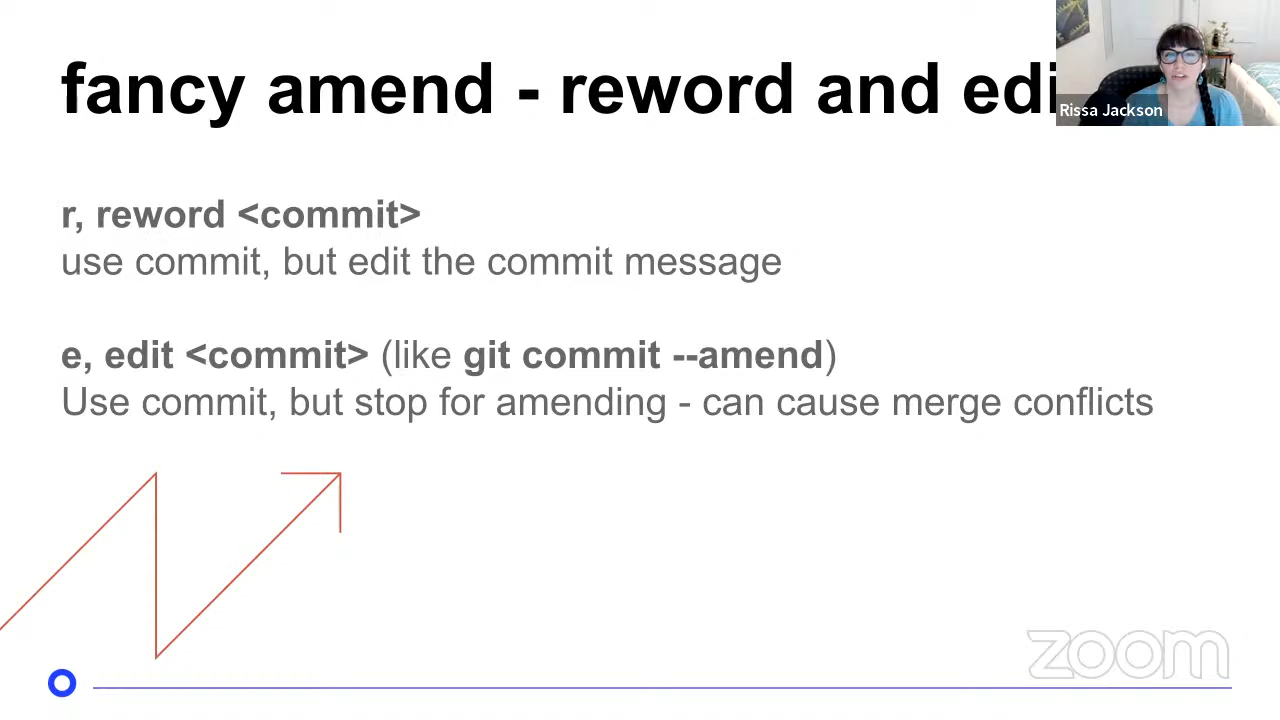 fancy amend - reword and edi
Rissa Jackson
r, reword <commit>
use commit, but edit the commit message
e, edit <commit> (like git commit --amend)
Use commit, but stop for amending - can cause merge conflicts
zoom